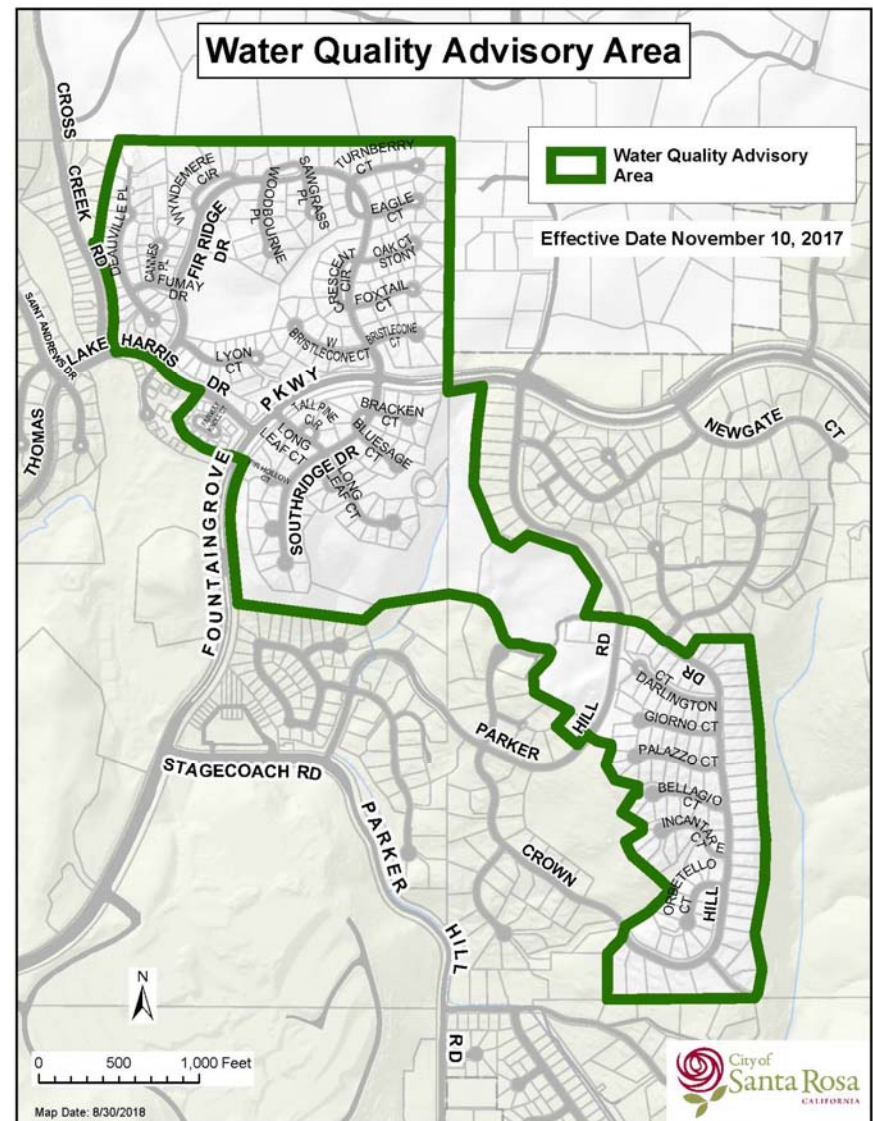 Water Quality Advisory Area
Water Quality Advisory
Area
Effective Date November 10, 2017
CROSS
CREEK
RD
DEAUVILLE PL
WYNDEMERE
CIR
FIR RIDGE
DR
WOODBOURNE
PL
SAWGRASS
PL
TURNBERRY
CT
EAGLE
CT
OAK CT
STONY
CRESCENT
CIR
FOXTAIL
CT
CANNES
PL
FUMAY
DR
LYON
CT
W
BRISTLECONE CT
BRISTLECONE
CT
SAINT ANDREWS DR
THOMAS
LAKE HARRIS
DR
PKWY
TALL PINE
CIR
LONG
LEAF CT
BRACKEN
CT
BLUESAGE
CT
LONG
LEAF CT
SOUTHRIDGE DR
FIR HOLLOW
CT
FOUNTAINGROVE
NEWGATE
CT
RD
HILL
PARKER
DR
CT
DARLINGTON
GIORNO CT
PALAZZO CT
BELLAGIO
CT
INCANTARE
CT
ORBETELLO
CT
HILL
CROWN
STAGECOACH RD
PARKER
HILL
RD
N
0 500 1,000 Feet
Map Date: 8/30/2018
City of
Santa Rosa
CALIFORNIA